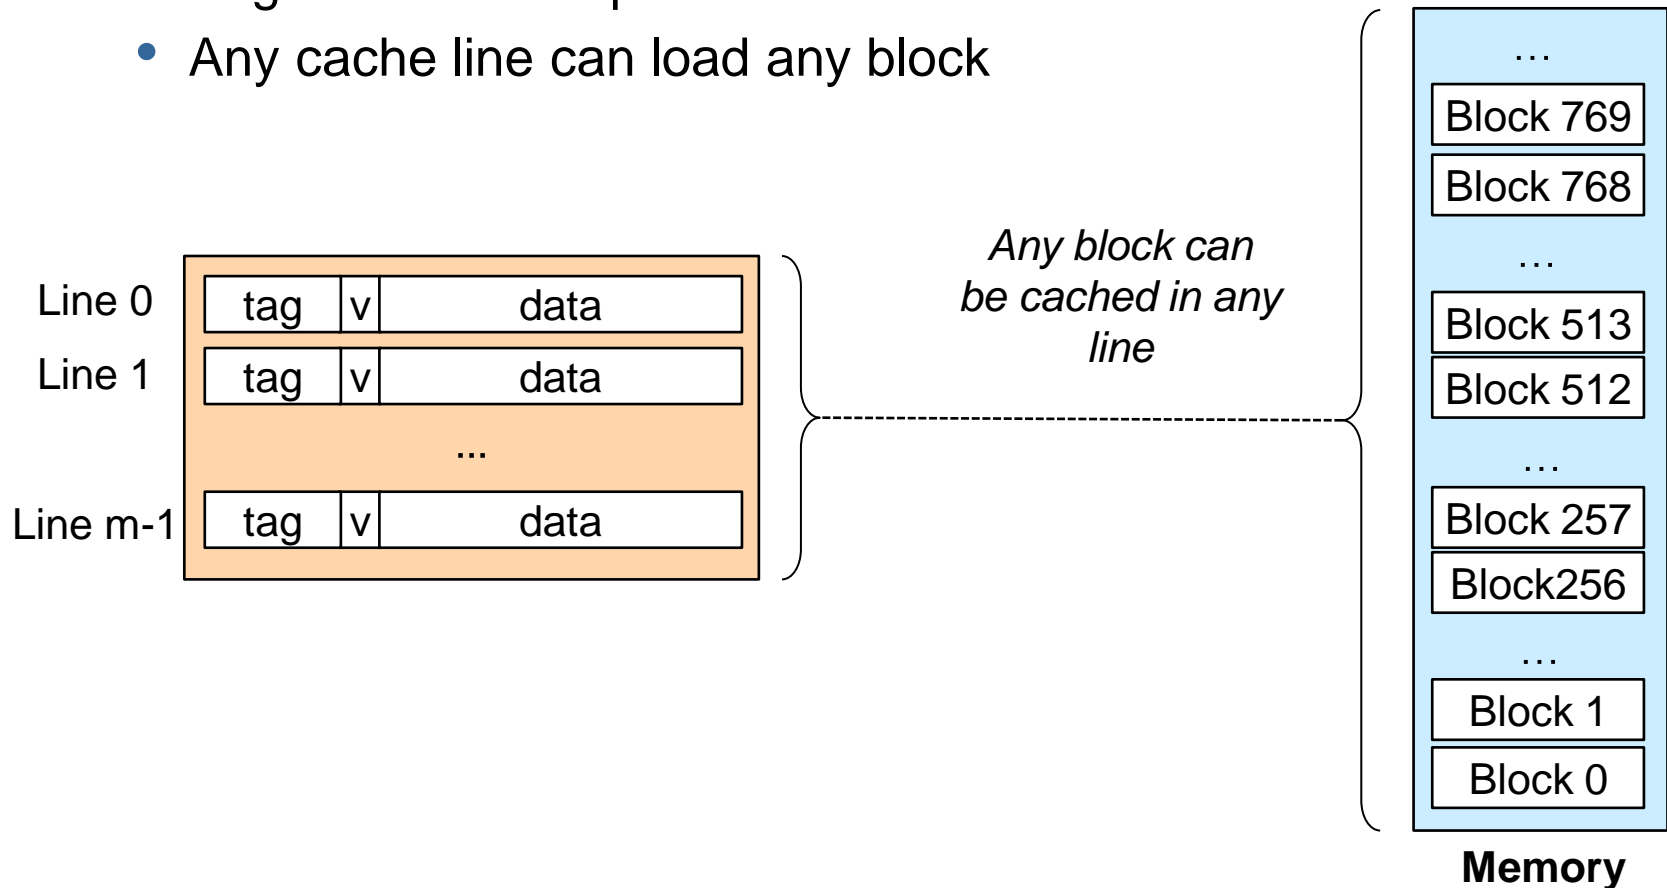 • Any cache line can load any block
Line 0
tag v data
Line 1
tag v data
...
Line m-1
tag v data
Any block can
be cached in any
line
...
Block 769
Block 768
...
Block 513
Block 512
...
Block 257
Block256
...
Block 1
Block 0
Memory